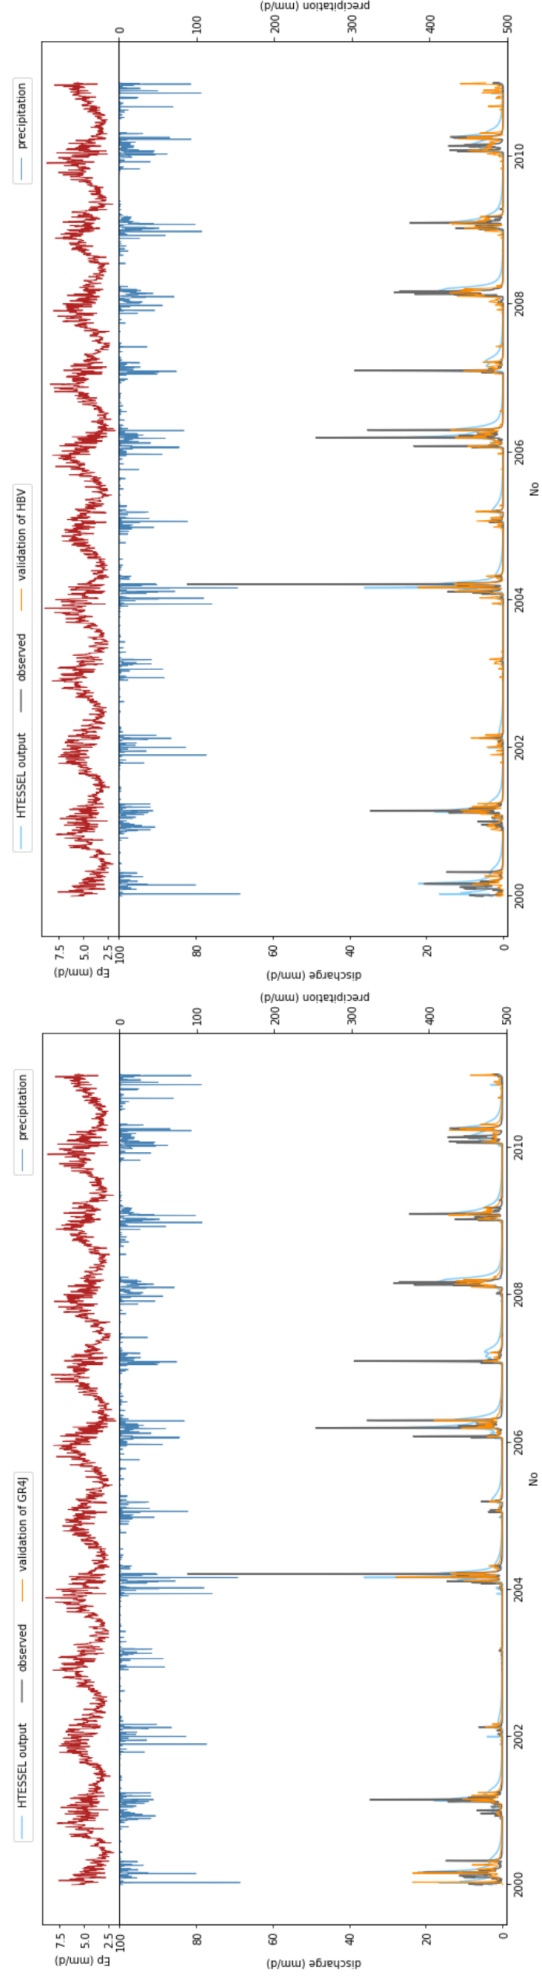 HTESSEL output observed validation of GR4J precipitation
7.5
5.0
2.5
Ep (mm/d)
100
80
60
40
20
0
discharge (mm/d)
0
100
200
300
400
500
precipitation (mm/d)
2000 2002 2004 2006 2008 2010
No
HTESSEL output observed validation of HBV precipitation
7.5
5.0
2.5
Ep (mm/d)
100
80
60
40
20
0
discharge (mm/d)
0
100
200
300
400
500
precipitation (mm/d)
2000 2002 2004 2006 2008 2010
No